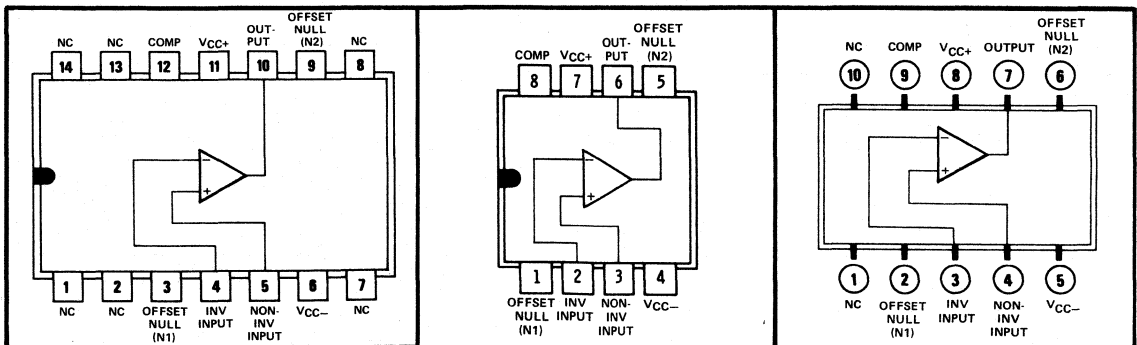 NC NC COMP VCC+ OUT-PUT OFFSET NULL (N2) NC
14 13 12 11 10 9 8
− +
1 2 3 4 5 6 7
NC NC OFFSET NULL (N1) INV INPUT NON-INV INPUT VCC− NC
COMP VCC+ OUT-PUT OFFSET NULL (N2)
8 7 6 5
− +
1 2 3 4
OFFSET NULL (N1) INV INPUT NON-INV INPUT VCC−
NC COMP VCC+ OUTPUT OFFSET NULL (N2)
10 9 8 7 6
− +
1 2 3 4 5
NC OFFSET NULL (N1) INV INPUT NON-INV INPUT VCC−